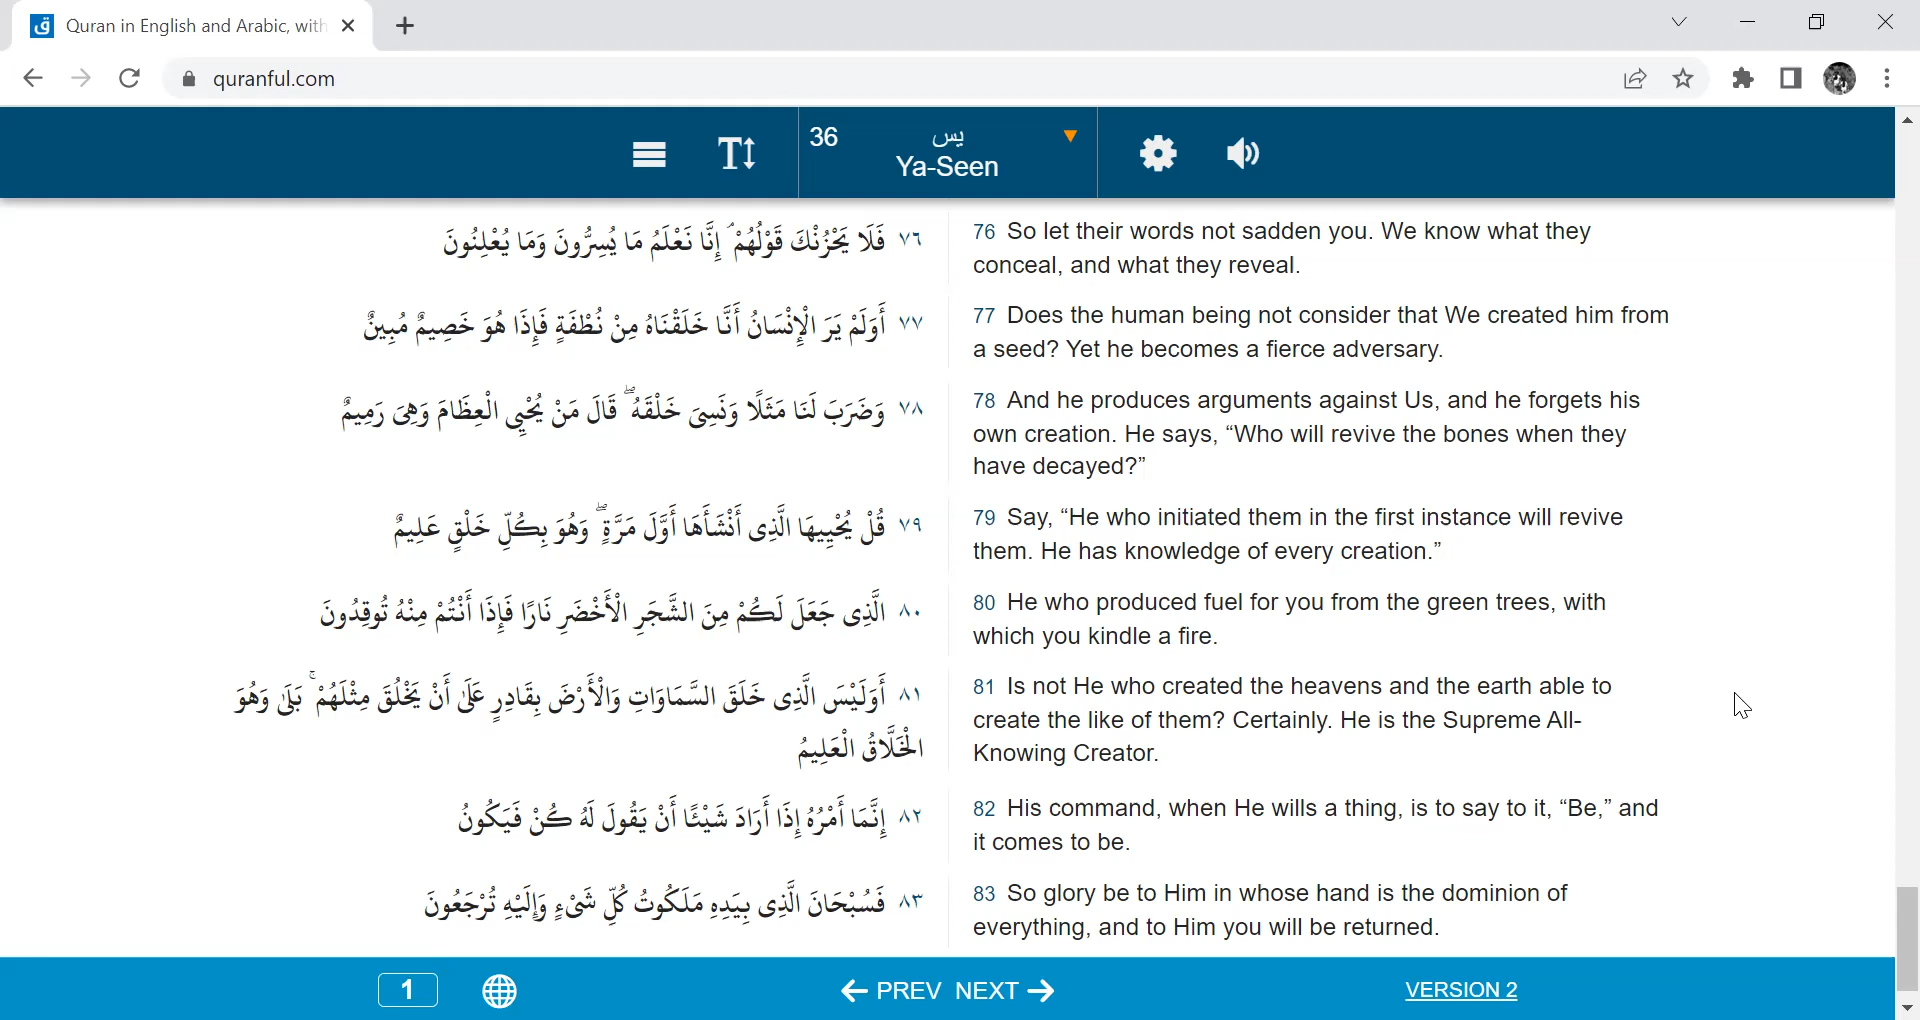 Quran in English and Arabic, with
quranful.com
36
يس
Ya-Seen
٧٦ فَلَا يَحْزُنْكَ قَوْلُهُمْ ۘ إِنَّا نَعْلَمُ مَا يُسِرُّونَ وَمَا يُعْلِنُونَ
76 So let their words not sadden you. We know what they
conceal, and what they reveal.
٧٧ أَوَلَمْ يَرَ الْإِنْسَانُ أَنَّا خَلَقْنَاهُ مِنْ نُطْفَةٍ فَإِذَا هُوَ خَصِيمٌ مُبِينٌ
77 Does the human being not consider that We created him from
a seed? Yet he becomes a fierce adversary.
٧٨ وَضَرَبَ لَنَا مَثَلًا وَنَسِىَ خَلْقَهُ ۖ قَالَ مَنْ يُحْيِى الْعِظَامَ وَهِىَ رَمِيمٌ
78 And he produces arguments against Us, and he forgets his
own creation. He says, “Who will revive the bones when they
have decayed?”
٧٩ قُلْ يُحْيِيهَا الَّذِى أَنْشَأَهَا أَوَّلَ مَرَّةٍ ۖ وَهُوَ بِكُلِّ خَلْقٍ عَلِيمٌ
79 Say, “He who initiated them in the first instance will revive
them. He has knowledge of every creation.”
٨٠ الَّذِى جَعَلَ لَكُمْ مِنَ الشَّجَرِ الْأَخْضَرِ نَارًا فَإِذَا أَنْتُمْ مِنْهُ تُوقِدُونَ
80 He who produced fuel for you from the green trees, with
which you kindle a fire.
٨١ أَوَلَيْسَ الَّذِى خَلَقَ السَّمَاوَاتِ وَالْأَرْضَ بِقَادِرٍ عَلَىٰ أَنْ يَخْلُقَ مِثْلَهُمْ ۚ بَلَىٰ وَهُوَ
الْخَلَّاقُ الْعَلِيمُ
81 Is not He who created the heavens and the earth able to
create the like of them? Certainly. He is the Supreme All-
Knowing Creator.
٨٢ إِنَّمَا أَمْرُهُ إِذَا أَرَادَ شَيْئًا أَنْ يَقُولَ لَهُ كُنْ فَيَكُونُ
82 His command, when He wills a thing, is to say to it, “Be,” and
it comes to be.
٨٣ فَسُبْحَانَ الَّذِى بِيَدِهِ مَلَكُوتُ كُلِّ شَىْءٍ وَإِلَيْهِ تُرْجَعُونَ
83 So glory be to Him in whose hand is the dominion of
everything, and to Him you will be returned.
1
PREV NEXT
VERSION 2